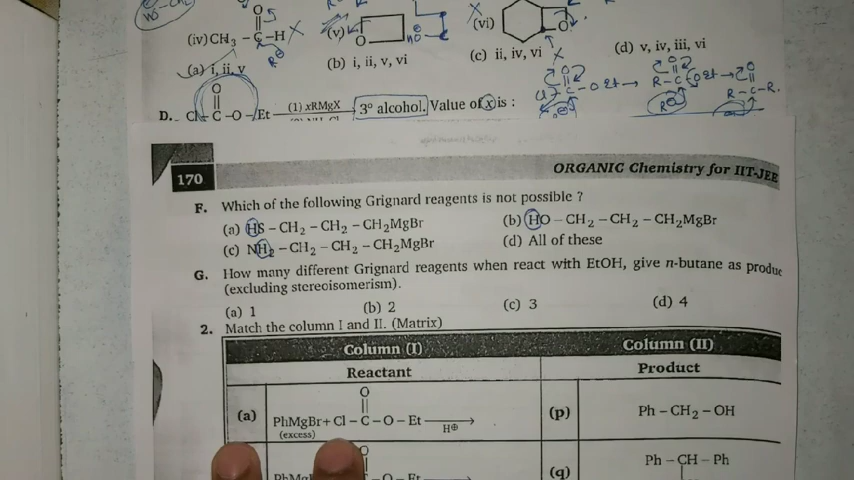 O
(iv) CH3 – C – H X (v) (vi) O
R⊖
(a) i, ii, v (b) i, ii, v, vi (c) ii, iv, vi (d) v, iv, iii, vi
O
D. Cl – C – O – Et (1) xRMgX 3° alcohol. Value of x is :
Cl – C – OEt → R – C – OEt → R – C – R.
170
ORGANIC Chemistry for IIT-JEE
F. Which of the following Grignard reagents is not possible ?
(a) HS – CH2 – CH2 – CH2MgBr (b) HO – CH2 – CH2 – CH2MgBr
(c) NH2 – CH2 – CH2 – CH2MgBr (d) All of these
G. How many different Grignard reagents when react with EtOH, give n-butane as produc
(excluding stereoisomerism).
(a) 1 (b) 2 (c) 3 (d) 4
2. Match the column I and II. (Matrix)
Column (I) Column (II)
Reactant Product
O
(a) PhMgBr + Cl – C – O – Et H⊕ (p) Ph – CH2 – OH
(excess)
O
– Et (q) Ph – CH – Ph